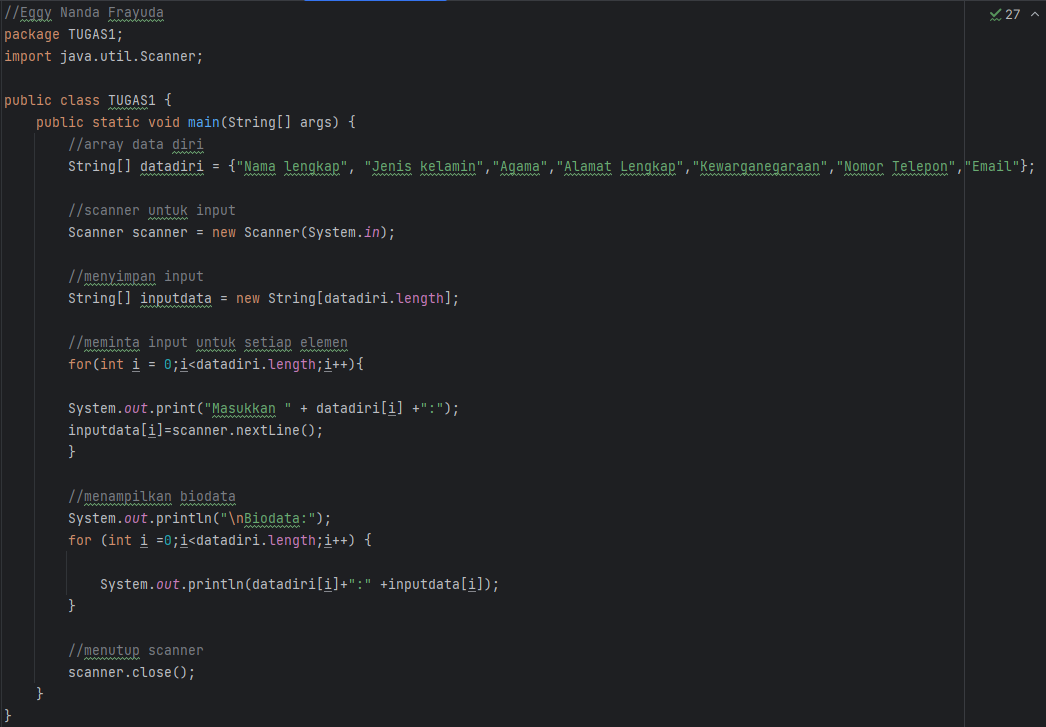 //Eggy Nanda Frayuda
package TUGAS1;
import java.util.Scanner;
public class TUGAS1 {
public static void main(String[] args) {
//array data diri
String[] datadiri = {"Nama lengkap", "Jenis kelamin","Agama","Alamat Lengkap","Kewarganegaraan","Nomor Telepon","Email"};
//scanner untuk input
Scanner scanner = new Scanner(System.in);
//menyimpan input
String[] inputdata = new String[datadiri.length];
//meminta input untuk setiap elemen
for(int i = 0;i<datadiri.length;i++){
System.out.print("Masukkan " + datadiri[i] +":");
inputdata[i]=scanner.nextLine();
}
//menampilkan biodata
System.out.println("\nBiodata:");
for (int i =0;i<datadiri.length;i++) {
System.out.println(datadiri[i]+":" +inputdata[i]);
}
//menutup scanner
scanner.close();
}
}
27